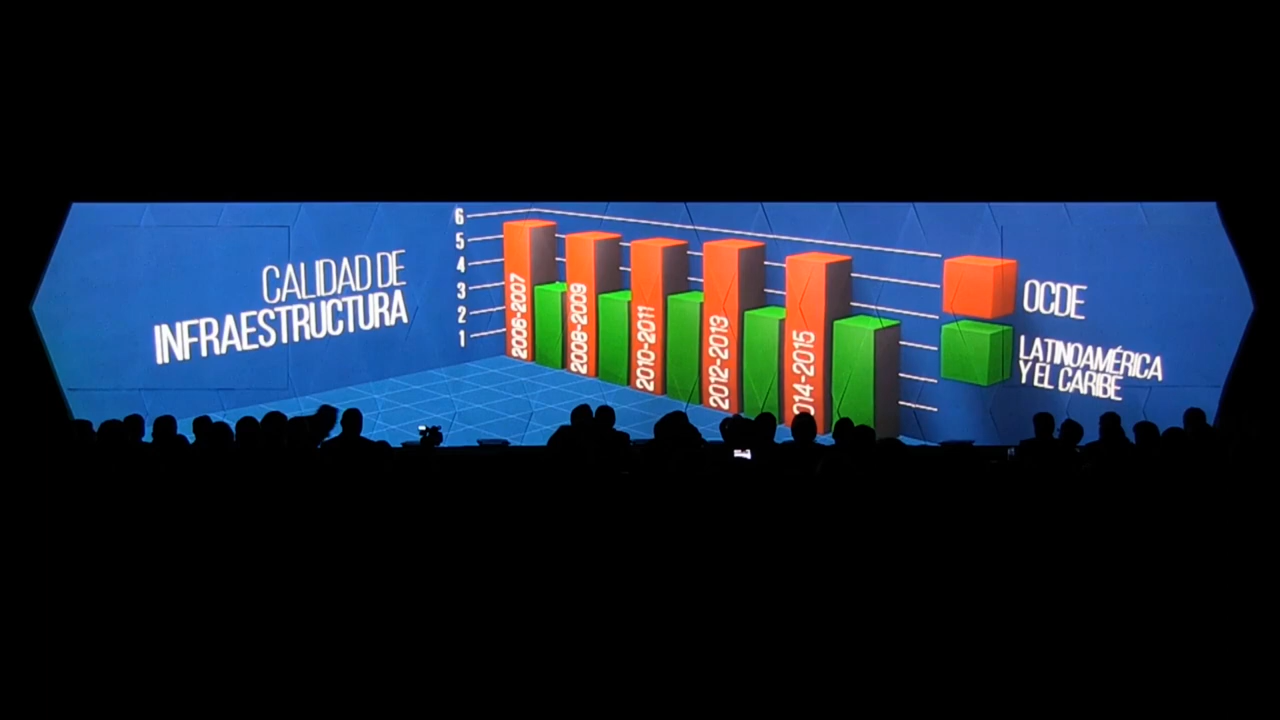 CALIDAD DE
INFRAESTRUCTURA
6
5
4
3
2
1
2006-2007
2008-2009
2010-2011
2012-2013
014-2015
OCDE
LATINOAMÉRICA
Y EL CARIBE